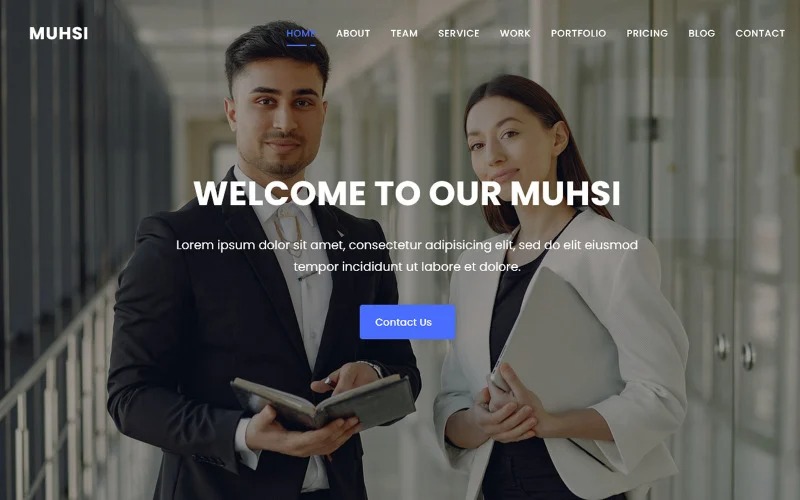 MUHSI
HOME ABOUT TEAM SERVICE WORK PORTFOLIO PRICING BLOG CONTACT
WELCOME TO OUR MUHSI
Lorem ipsum dolor sit amet, consectetur adipisicing elit, sed do elit eiusmod
tempor incididunt ut labore et dolore.
Contact Us